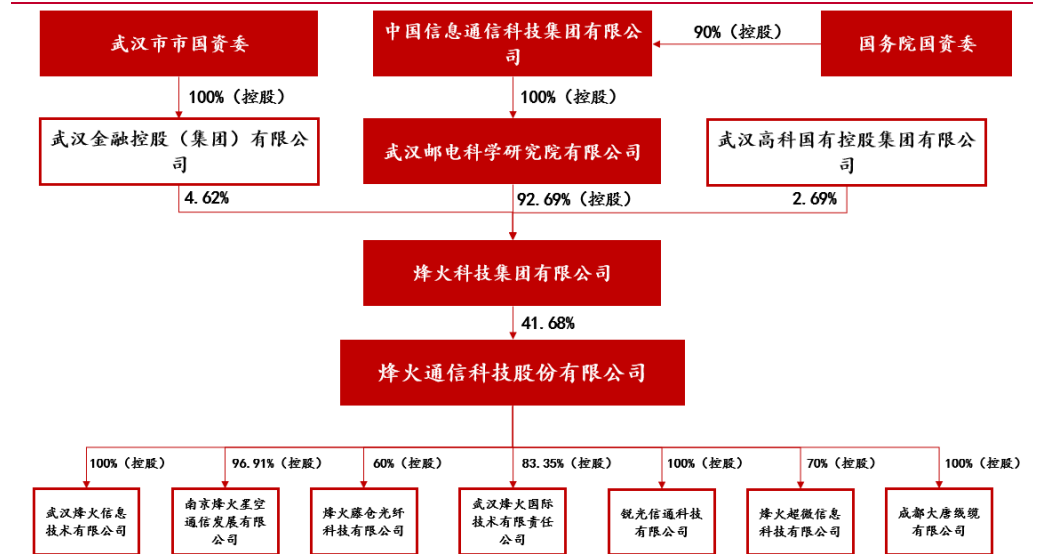 武汉市市国资委
中国信息通信科技集团有限公
司
90%（控股）
国务院国资委
100%（控股）
100%（控股）
武汉金融控股（集团）有限公
司
武汉邮电科学研究院有限公司
武汉高科国有控股集团有限公
司
4.62%
92.69%（控股）
2.69%
烽火科技集团有限公司
41.68%
烽火通信科技股份有限公司
100%（控股）
96.91%（控股）
60%（控股）
83.35%（控股）
100%（控股）
70%（控股）
100%（控股）
武汉烽火信息
技术有限公司
南京烽火星空
通信发展有限
公司
烽火藤仓光纤
科技有限公司
武汉烽火国际
技术有限责任
公司
锐光信通科技
有限公司
烽火超微信息
科技有限公司
成都大唐线缆
有限公司